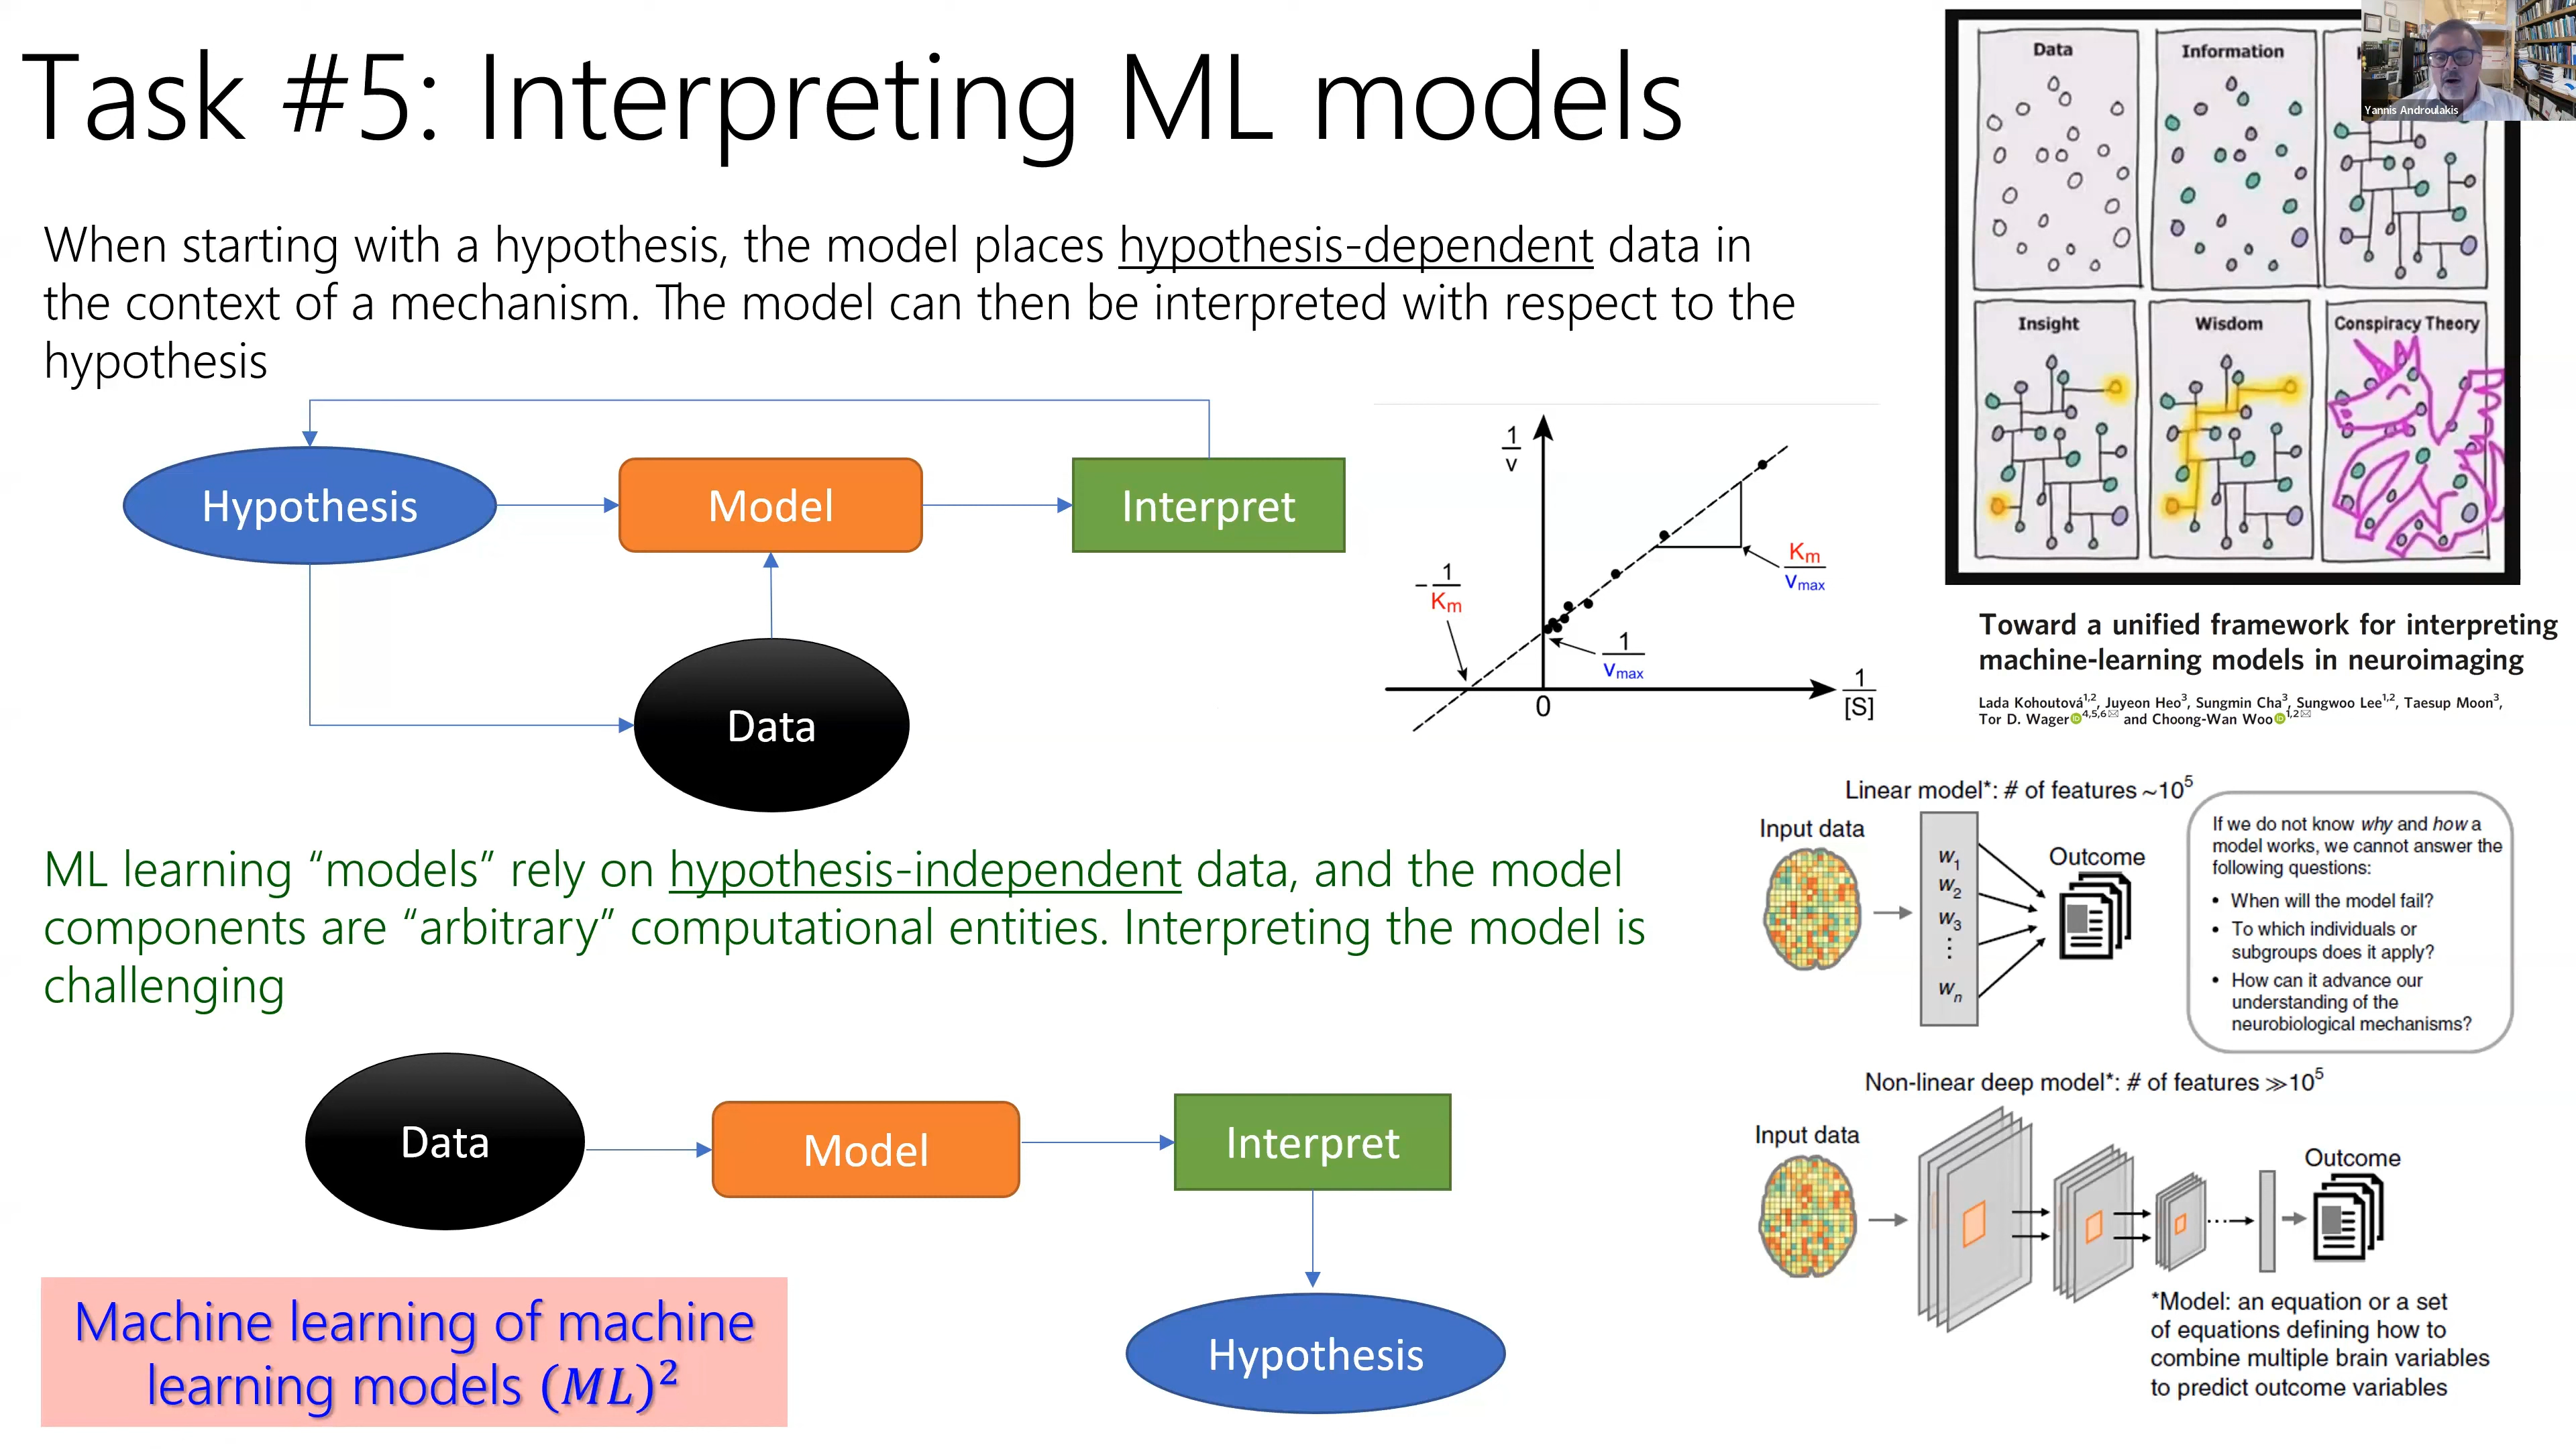 Task #5: Interpreting ML models
When starting with a hypothesis, the model places hypothesis-dependent data in
the context of a mechanism. The model can then be interpreted with respect to the
hypothesis
Hypothesis
Model
Interpret
Data
1
v
− 1
Km
Km
vmax
1
vmax
0
1
[S]
ML learning “models” rely on hypothesis-independent data, and the model
components are “arbitrary” computational entities. Interpreting the model is
challenging
Data
Model
Interpret
Hypothesis
Machine learning of machine
learning models (ML)²
Data
Information
Yannis Androulakis
Insight
Wisdom
Conspiracy Theory
Toward a unified framework for interpreting
machine-learning models in neuroimaging
Lada Kohoutová1,2, Juyeon Heo3, Sungmin Cha3, Sungwoo Lee1,2, Taesup Moon3,
Tor D. Wager 4,5,6 and Choong-Wan Woo 1,2
Linear model*: # of features ~10⁵
Input data
w1
w2
w3
⋮
wn
Outcome
If we do not know why and how a
model works, we cannot answer the
following questions:
• When will the model fail?
• To which individuals or
subgroups does it apply?
• How can it advance our
understanding of the
neurobiological mechanisms?
Non-linear deep model*: # of features ≫10⁵
Input data
Outcome
*Model: an equation or a set
of equations defining how to
combine multiple brain variables
to predict outcome variables